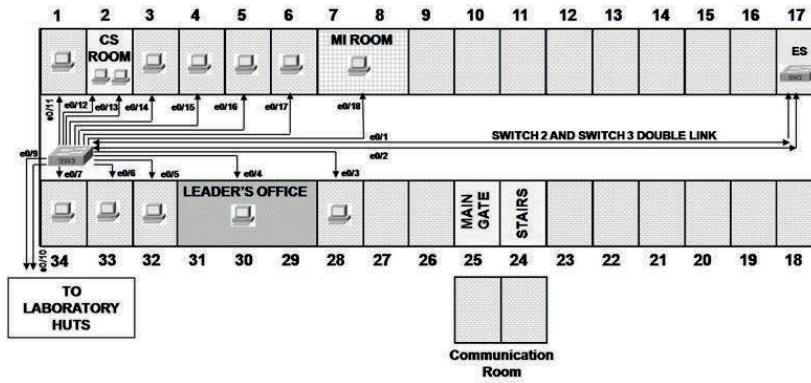 1 2 3 4 5 6 7 8 9 10 11 12 13 14 15 16 17
CS
ROOM
MI ROOM
ES
SW2
e0/11
e0/12
e0/13
e0/14
e0/15
e0/16
e0/17
e0/18
e0/1
SWITCH 2 AND SWITCH 3 DOUBLE LINK
e0/2
e0/9
SW3
e0/7
e0/6
e0/5
e0/4
e0/3
LEADER'S OFFICE
MAIN
GATE
STAIRS
e0/10
34 33 32 31 30 29 28 27 26 25 24 23 22 21 20 19 18
TO
LABORATORY
HUTS
Communication
Room